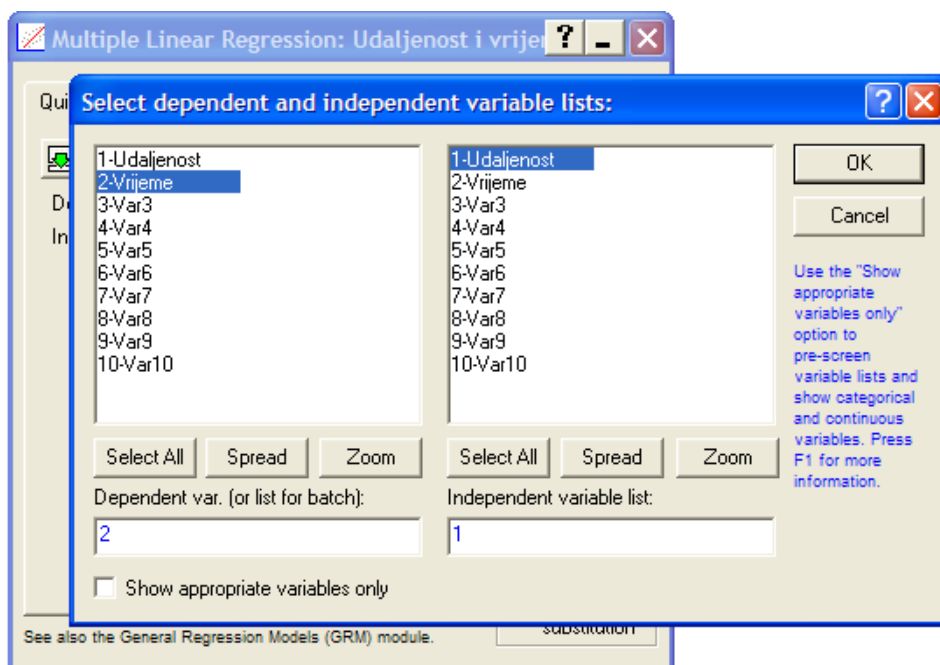 Multiple Linear Regression: Udaljenost i vrije
Qui
Select dependent and independent variable lists:
1-Udaljenost
2-Vrijeme
3-Var3
4-Var4
5-Var5
6-Var6
7-Var7
8-Var8
9-Var9
10-Var10
1-Udaljenost
2-Vrijeme
3-Var3
4-Var4
5-Var5
6-Var6
7-Var7
8-Var8
9-Var9
10-Var10
OK
Cancel
Use the "Show
appropriate
variables only"
option to
pre-screen
variable lists and
show categorical
and continuous
variables. Press
F1 for more
information.
D
In
Select All Spread Zoom
Select All Spread Zoom
Dependent var. (or list for batch):
2
Independent variable list:
1
Show appropriate variables only
See also the General Regression Models (GRM) module.
substitution